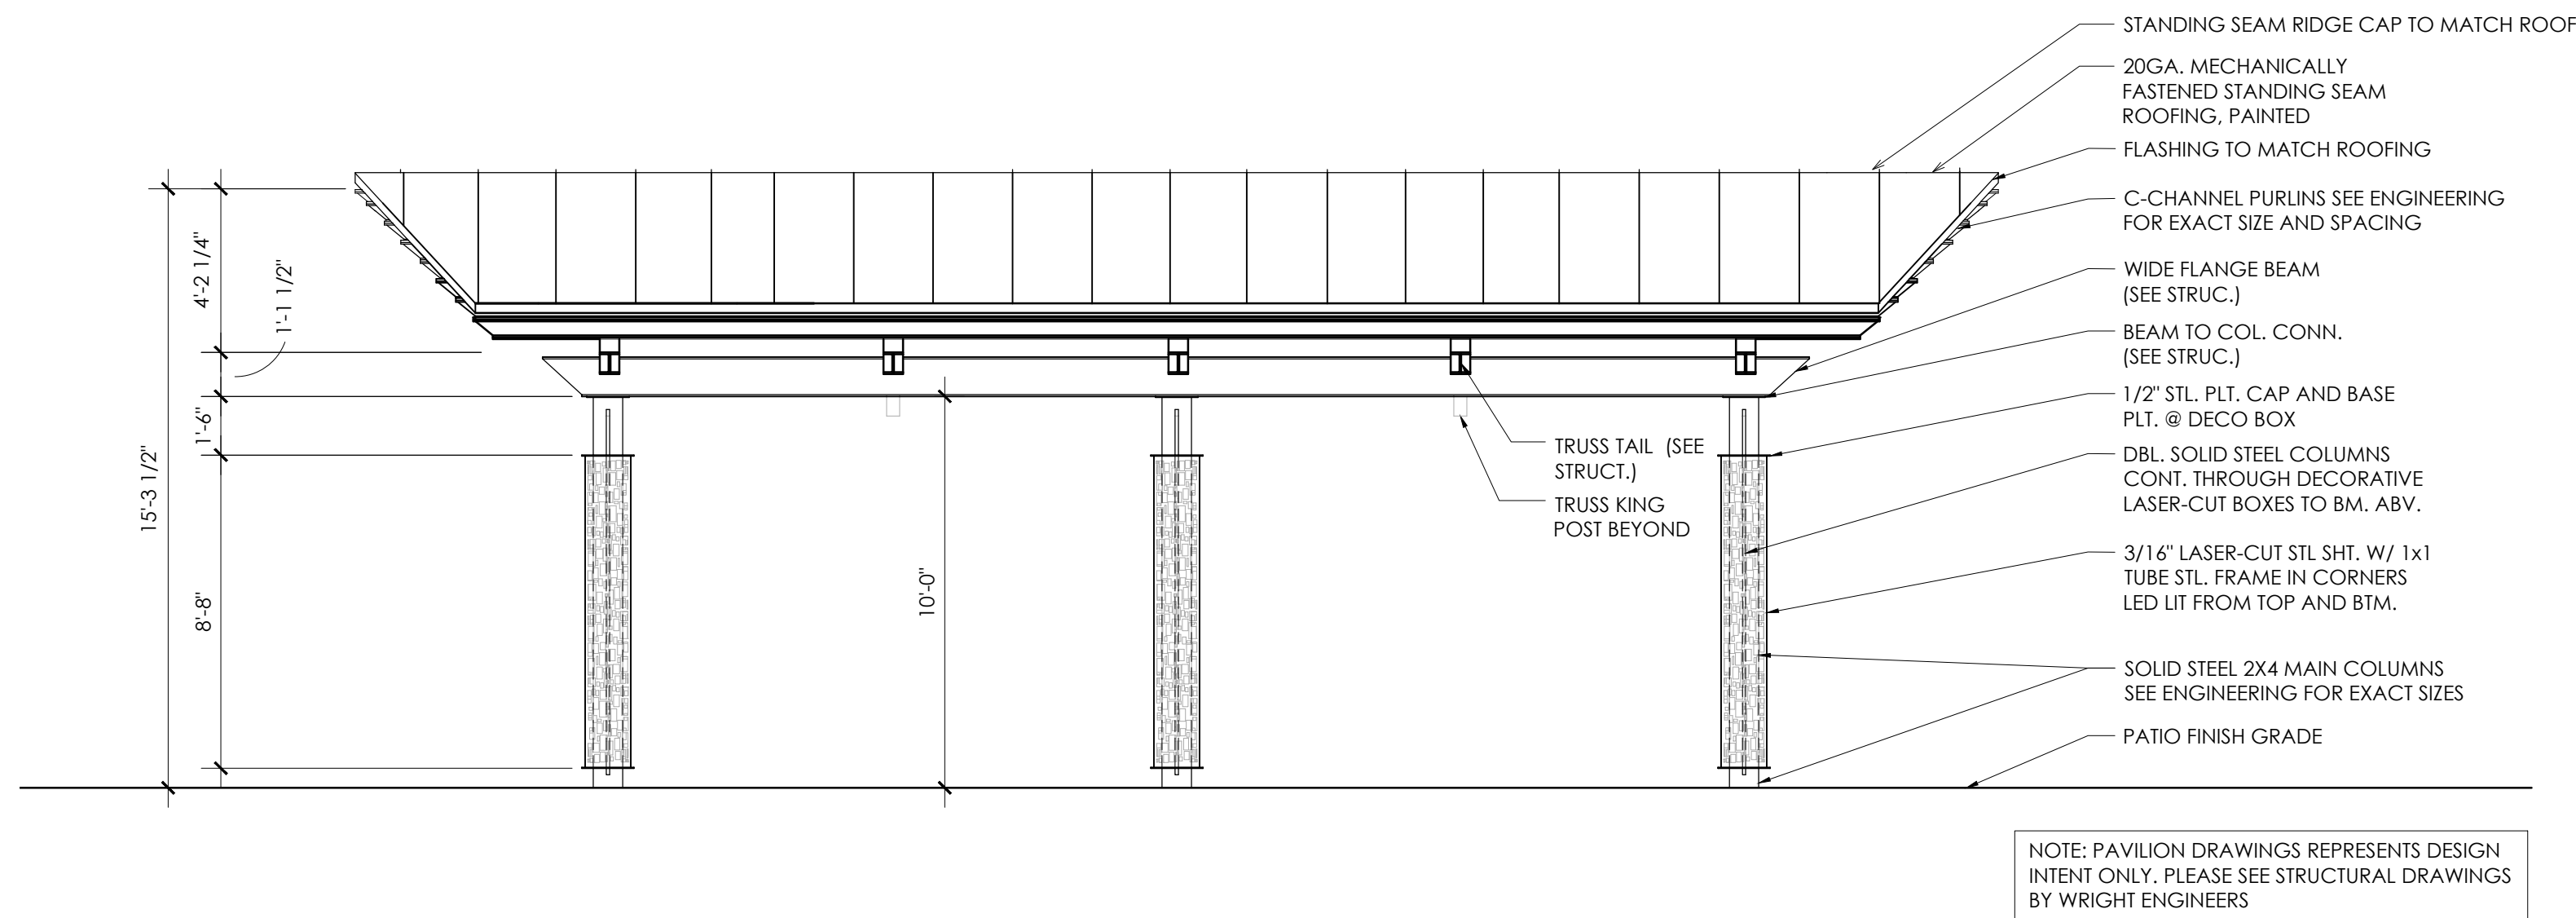 STANDING SEAM RIDGE CAP TO MATCH ROOF
20GA. MECHANICALLY
FASTENED STANDING SEAM
ROOFING, PAINTED
FLASHING TO MATCH ROOFING
C-CHANNEL PURLINS SEE ENGINEERING
FOR EXACT SIZE AND SPACING
WIDE FLANGE BEAM
(SEE STRUC.)
BEAM TO COL. CONN.
(SEE STRUC.)
1/2" STL. PLT. CAP AND BASE
PLT. @ DECO BOX
DBL. SOLID STEEL COLUMNS
CONT. THROUGH DECORATIVE
LASER-CUT BOXES TO BM. ABV.
3/16" LASER-CUT STL SHT. W/ 1x1
TUBE STL. FRAME IN CORNERS
LED LIT FROM TOP AND BTM.
SOLID STEEL 2X4 MAIN COLUMNS
SEE ENGINEERING FOR EXACT SIZES
PATIO FINISH GRADE
TRUSS TAIL (SEE
STRUCT.)
TRUSS KING
POST BEYOND
15'-3 1/2"
4'-2 1/4"
1'-1 1/2"
1'-6"
8'-8"
10'-0"
NOTE: PAVILION DRAWINGS REPRESENTS DESIGN
INTENT ONLY. PLEASE SEE STRUCTURAL DRAWINGS
BY WRIGHT ENGINEERS